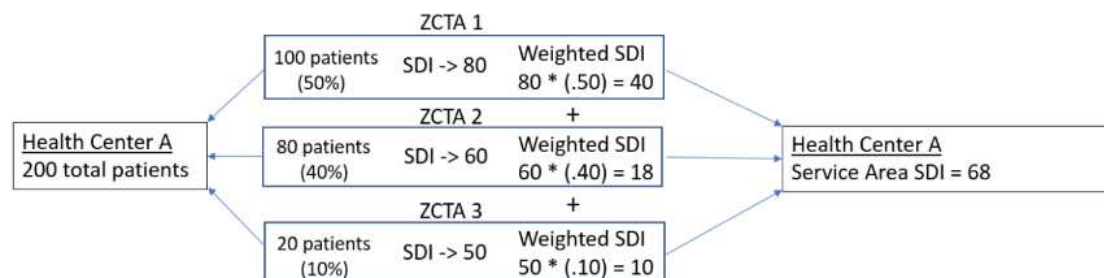 ZCTA 1
100 patients
(50%)
SDI -> 80
Weighted SDI
80 * (.50) = 40
+
Health Center A
200 total patients
ZCTA 2
80 patients
(40%)
SDI -> 60
Weighted SDI
60 * (.40) = 18
+
Health Center A
Service Area SDI = 68
ZCTA 3
20 patients
(10%)
SDI -> 50
Weighted SDI
50 * (.10) = 10